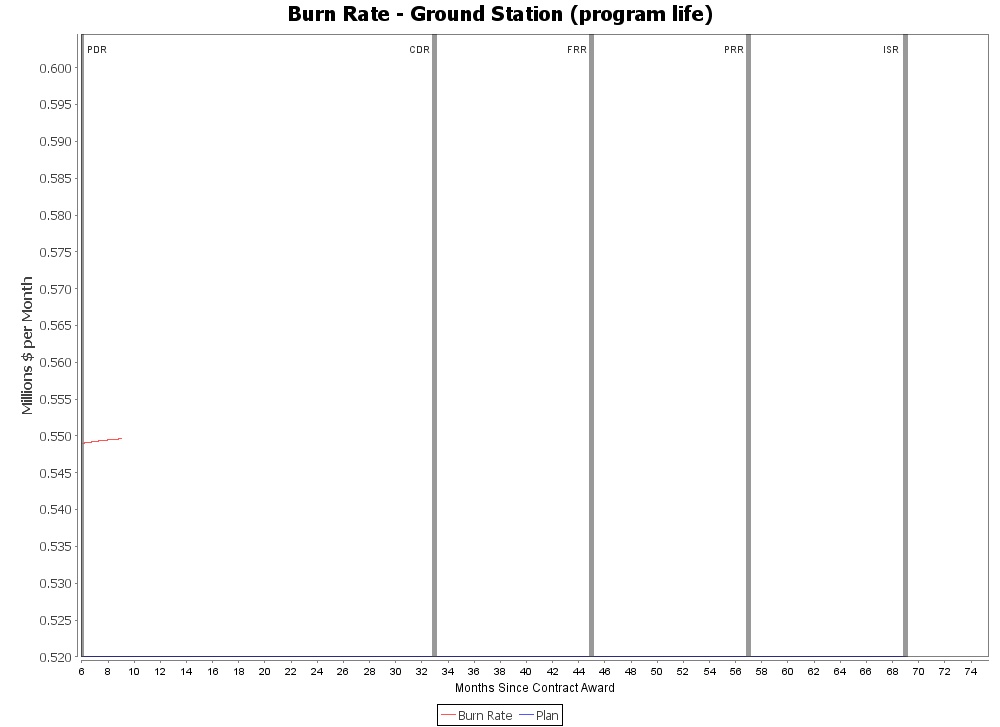 Burn Rate - Ground Station (program life)
PDR CDR FRR PRR ISR
0.600
0.595
0.590
0.585
0.580
0.575
0.570
0.565
0.560
0.555
0.550
0.545
0.540
0.535
0.530
0.525
0.520
Millions $ per Month
6 8 10 12 14 16 18 20 22 24 26 28 30 32 34 36 38 40 42 44 46 48 50 52 54 56 58 60 62 64 66 68 70 72 74
Months Since Contract Award
Burn Rate Plan